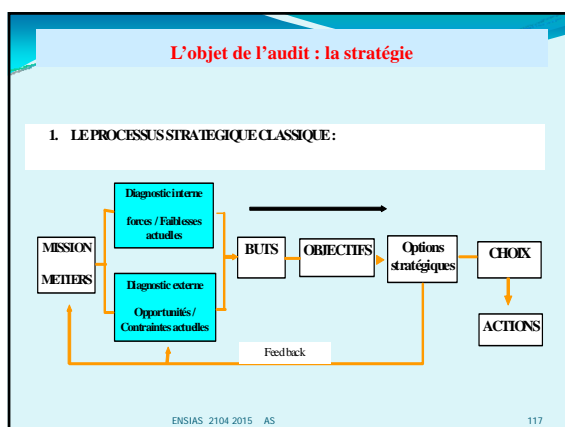 L'objet de l'audit : la stratégie
1. LE PROCESSUS STRATEGIQUE CLASSIQUE :
Diagnostic interne
forces / Faiblesses
actuelles
MISSION
METIERS
BUTS
OBJECTIFS
Options
stratégiques
CHOIX
Diagnostic externe
Opportunités /
Contraintes actuelles
ACTIONS
Feedback
ENSIAS 2104 2015 AS
117